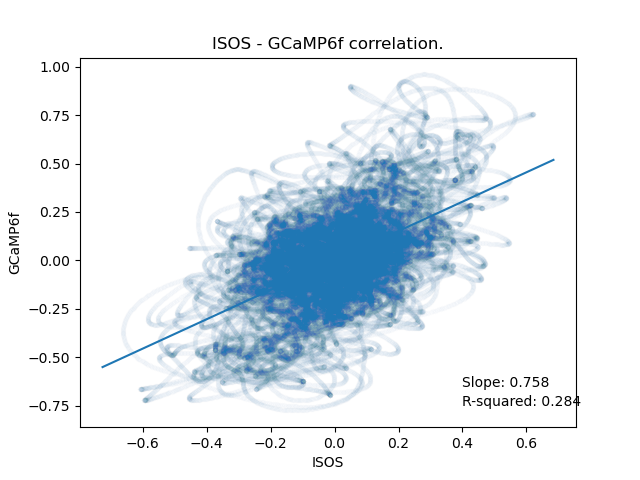 ISOS - GCaMP6f correlation.
1.00
0.75
0.50
0.25
0.00
−0.25
−0.50
−0.75
GCaMP6f
Slope: 0.758
R-squared: 0.284
−0.6 −0.4 −0.2 0.0 0.2 0.4 0.6
ISOS